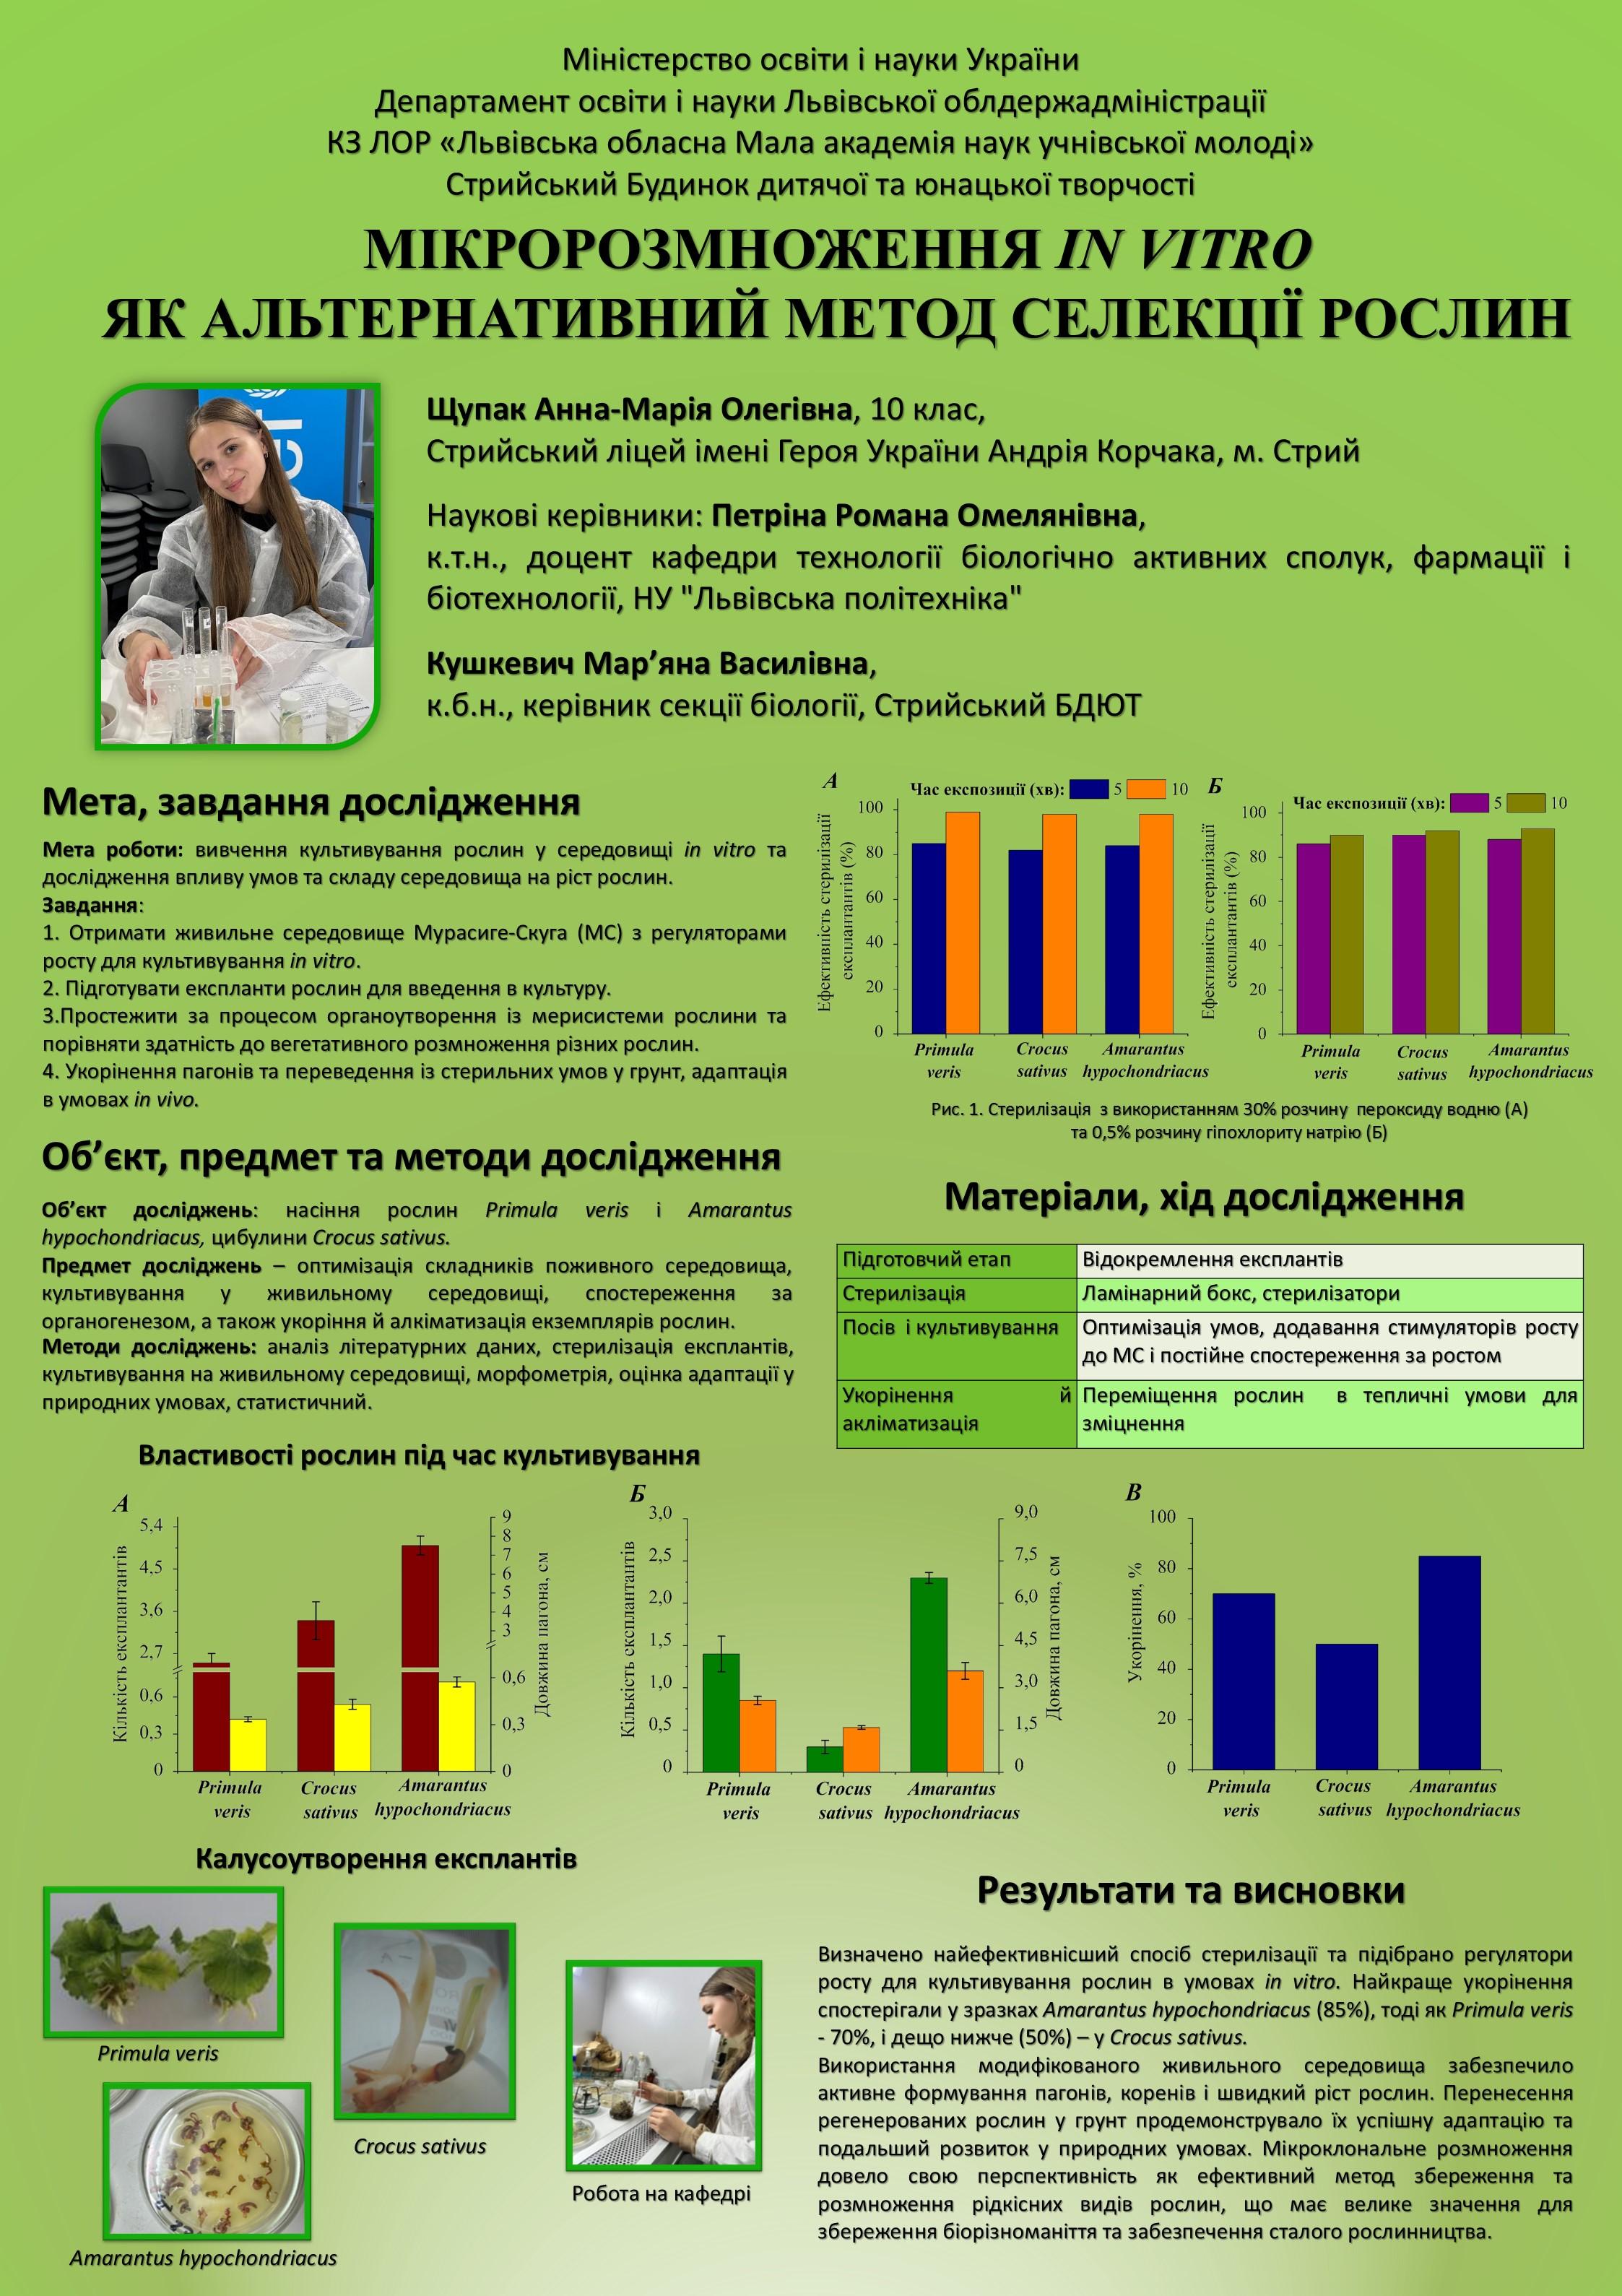 Міністерство освіти і науки України
Департамент освіти і науки Львівської облдержадміністрації
КЗ ЛОР «Львівська обласна Мала академія наук учнівської молоді»
Стрийський Будинок дитячої та юнацької творчості
МІКРОРОЗМНОЖЕННЯ IN VITRO
ЯК АЛЬТЕРНАТИВНИЙ МЕТОД СЕЛЕКЦІЇ РОСЛИН
Щупак Анна-Марія Олегівна, 10 клас,
Стрийський ліцей імені Героя України Андрія Корчака, м. Стрий
Наукові керівники: Петріна Романа Омелянівна,
к.т.н., доцент кафедри технології біологічно активних сполук, фармації і
біотехнології, НУ "Львівська політехніка"
Кушкевич Мар’яна Василівна,
к.б.н., керівник секції біології, Стрийський БДЮТ
Мета, завдання дослідження
Мета роботи: вивчення культивування рослин у середовищі in vitro та
дослідження впливу умов та складу середовища на ріст рослин.
Завдання:
1. Отримати живильне середовище Мурасиге-Скуга (МС) з регуляторами
росту для культивування in vitro.
2. Підготувати експланти рослин для введення в культуру.
3.Простежити за процесом органоутворення із мерисистеми рослини та
порівняти здатність до вегетативного розмноження різних рослин.
4. Укорінення пагонів та переведення із стерильних умов у грунт, адаптація
в умовах in vivo.
А
Час експозиції (хв): 5 10
Ефективність стерилізації
експлантантів (%)
100
80
60
40
20
0
Primula
veris
Crocus
sativus
Amarantus
hypochondriacus
Б
Час експозиції (хв): 5 10
Ефективність стерилізації
експлантантів (%)
100
80
60
40
20
0
Primula
veris
Crocus
sativus
Amarantus
hypochondriacus
Рис. 1. Стерилізація з використанням 30% розчину пероксиду водню (А)
та 0,5% розчину гіпохлориту натрію (Б)
Об’єкт, предмет та методи дослідження
Об’єкт досліджень: насіння рослин Primula veris і Amarantus
hypochondriacus, цибулини Crocus sativus.
Предмет досліджень – оптимізація складників поживного середовища,
культивування у живильному середовищі, спостереження за
органогенезом, а також укоріння й алкіматизація екземплярів рослин.
Методи досліджень: аналіз літературних даних, стерилізація експлантів,
культивування на живильному середовищі, морфометрія, оцінка адаптації у
природних умовах, статистичний.
Матеріали, хід дослідження
Підготовчий етап
Відокремлення експлантів
Стерилізація
Ламінарний бокс, стерилізатори
Посів і культивування
Оптимізація умов, додавання стимуляторів росту
до МС і постійне спостереження за ростом
Укорінення й
акліматизація
Переміщення рослин в тепличні умови для
зміцнення
Властивості рослин під час культивування
А
Кількість експлантантів
5,4
4,5
3,6
2,7
0,6
0,3
0
9
8
7
6
5
4
3
0,6
0,3
0
Довжина пагона, см
Primula
veris
Crocus
sativus
Amarantus
hypochondriacus
Б
Кількість експлантантів
3,0
2,5
2,0
1,5
1,0
0,5
0
9,0
7,5
6,0
4,5
3,0
1,5
0
Довжина пагона, см
Primula
veris
Crocus
sativus
Amarantus
hypochondriacus
В
Укорінення, %
100
80
60
40
20
0
Primula
veris
Crocus
sativus
Amarantus
hypochondriacus
Калусоутворення експлантів
Primula veris
Crocus sativus
Amarantus hypochondriacus
Робота на кафедрі
Результати та висновки
Визначено найефективнісший спосіб стерилізації та підібрано регулятори
росту для культивування рослин в умовах in vitro. Найкраще укорінення
спостерігали у зразках Amarantus hypochondriacus (85%), тоді як Primula veris
- 70%, і дещо нижче (50%) – у Crocus sativus.
Використання модифікованого живильного середовища забезпечило
активне формування пагонів, коренів і швидкий ріст рослин. Перенесення
регенерованих рослин у грунт продемонструвало їх успішну адаптацію та
подальший розвиток у природних умовах. Мікроклональне розмноження
довело свою перспективність як ефективний метод збереження та
розмноження рідкісних видів рослин, що має велике значення для
збереження біорізноманіття та забезпечення сталого рослинництва.